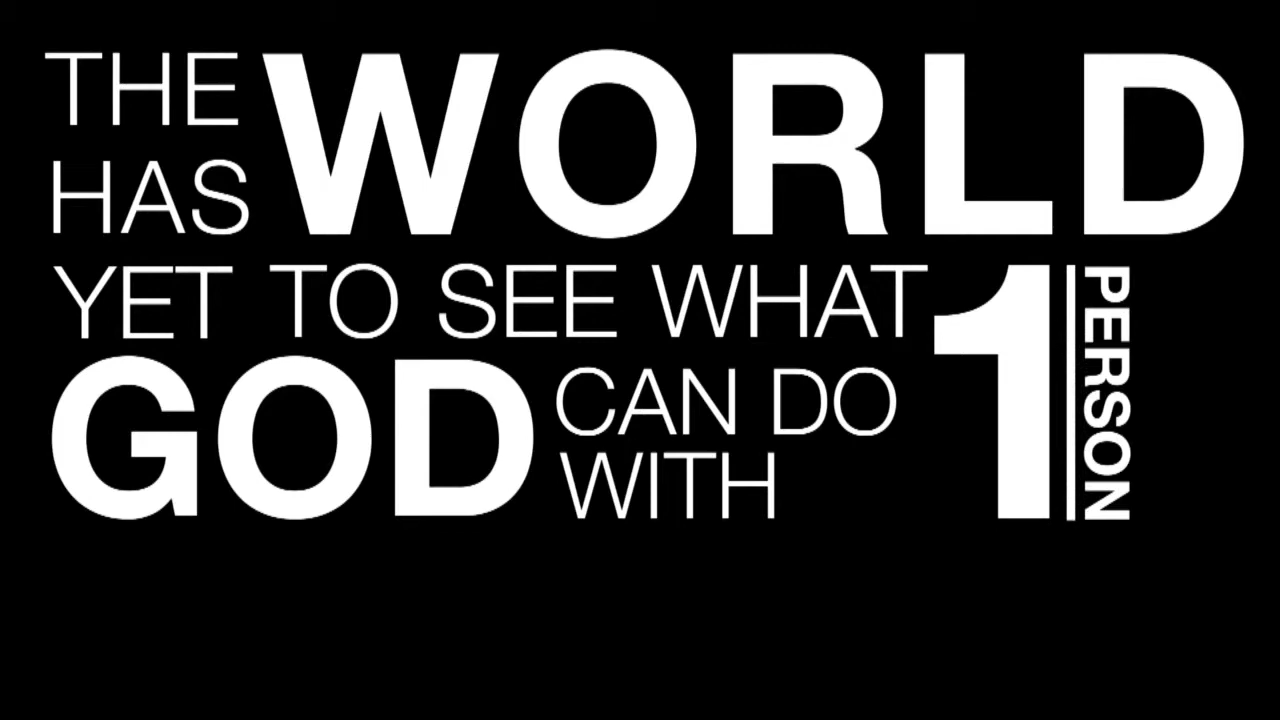 THE WORLD
HAS
YET TO SEE WHAT
GOD CAN DO
WITH
1 PERSON